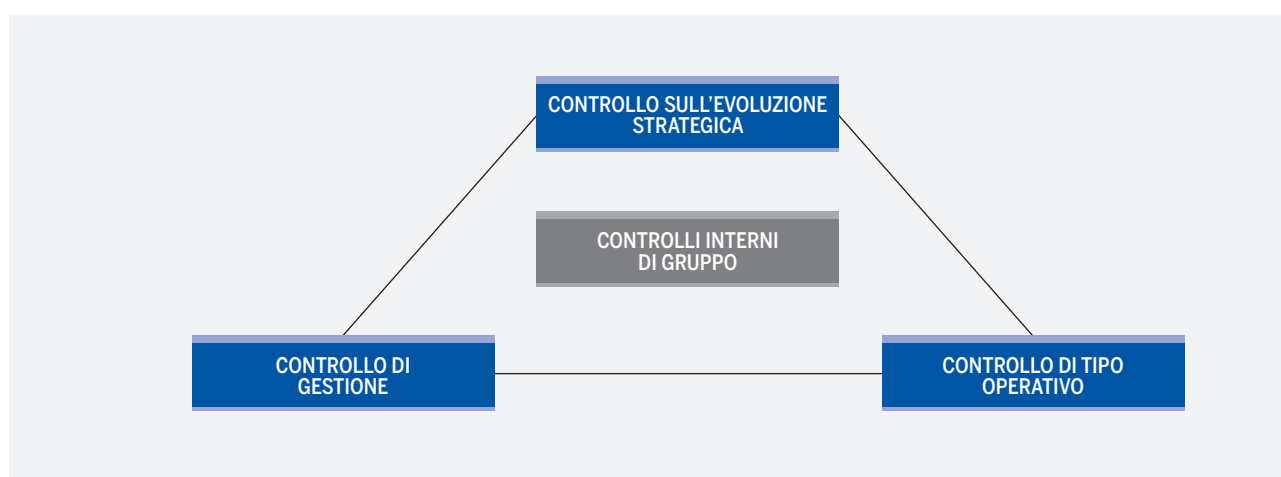 CONTROLLO SULL'EVOLUZIONE
STRATEGICA
CONTROLLI INTERNI
DI GRUPPO
CONTROLLO DI
GESTIONE
CONTROLLO DI TIPO
OPERATIVO